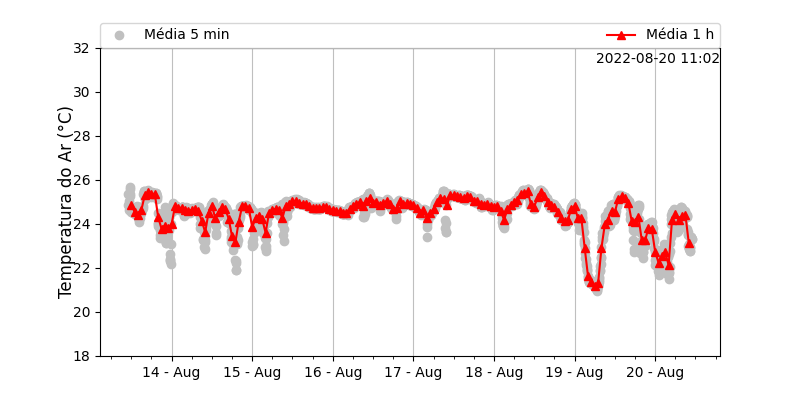 Média 5 min
Média 1 h
2022-08-20 11:02
Temperatura do Ar (°C)
32
30
28
26
24
22
20
18
14 - Aug
15 - Aug
16 - Aug
17 - Aug
18 - Aug
19 - Aug
20 - Aug